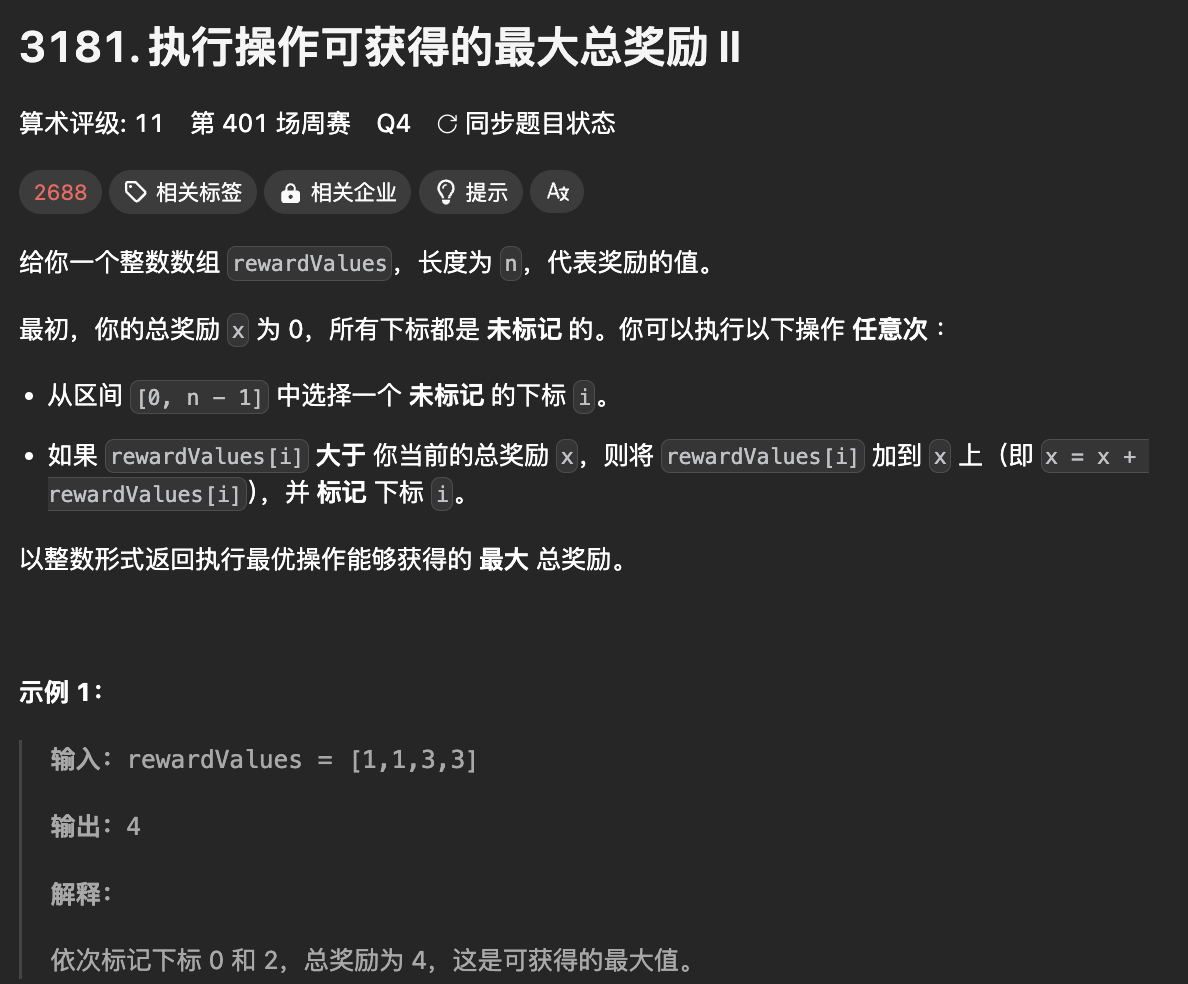 3181. 执行操作可获得的最大总奖励 II
算术评级: 11 第 401 场周赛 Q4 同步题目状态
2688 相关标签 相关企业 提示
给你一个整数数组 rewardValues，长度为 n，代表奖励的值。
最初，你的总奖励 x 为 0，所有下标都是 未标记 的。你可以执行以下操作 任意次：
• 从区间 [0, n - 1] 中选择一个 未标记 的下标 i。
• 如果 rewardValues[i] 大于 你当前的总奖励 x，则将 rewardValues[i] 加到 x 上（即 x = x +
rewardValues[i]），并 标记 下标 i。
以整数形式返回执行最优操作能够获得的 最大 总奖励。
示例 1：
输入：rewardValues = [1,1,3,3]
输出：4
解释：
依次标记下标 0 和 2，总奖励为 4，这是可获得的最大值。